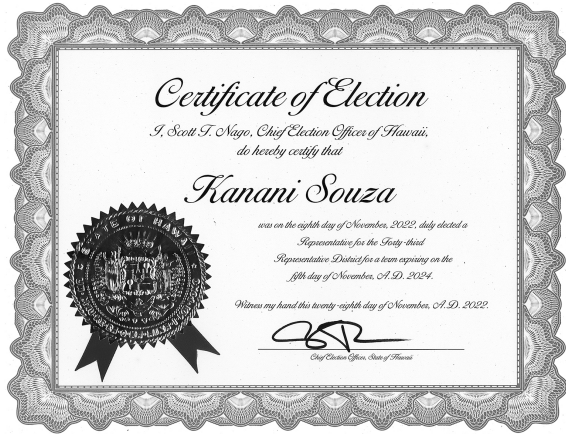 Certificate of Election
I, Scott T. Nago, Chief Election Officer of Hawaii,
do hereby certify that
Kanani Souza
was on the eighth day of November, 2022, duly elected a
Representative for the Forty-third
Representative District for a term expiring on the
fifth day of November, A.D. 2024.
STATE OF HAWAII
Witness my hand this twenty-eighth day of November, A.D. 2022.
Chief Election Officer, State of Hawaii